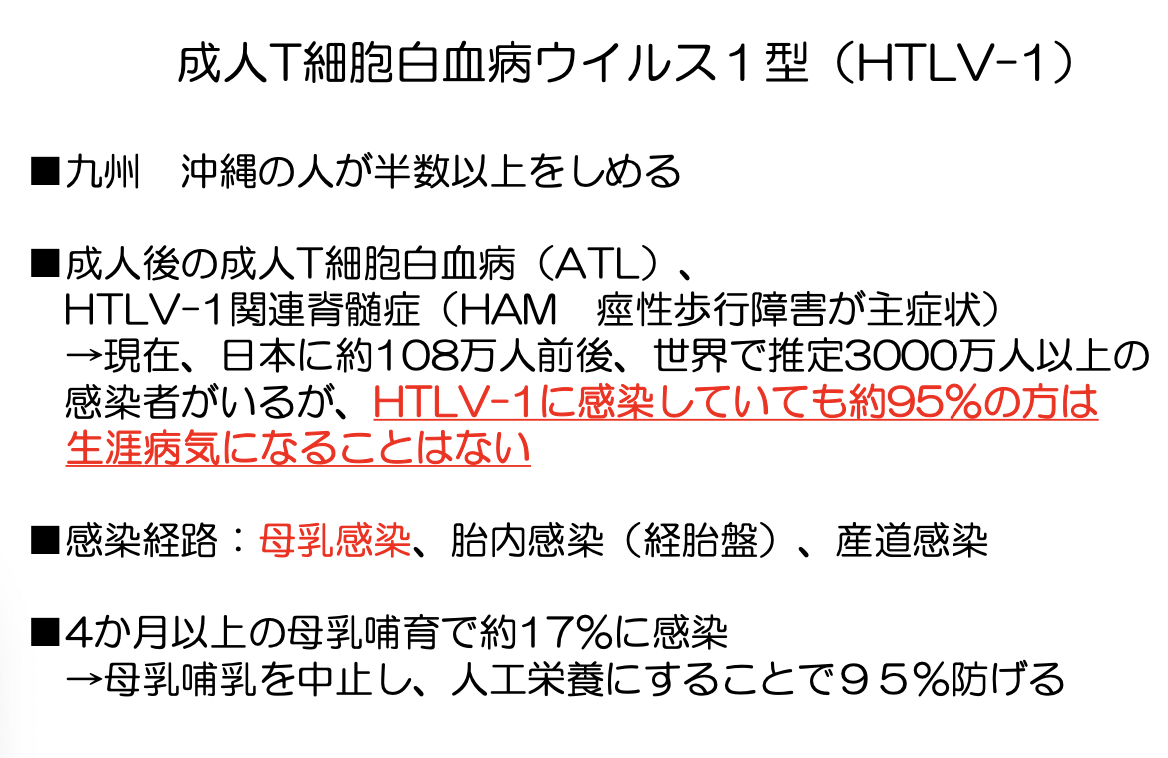 成人T細胞白血病ウイルス１型（HTLV-1）
■九州　沖縄の人が半数以上をしめる
■成人後の成人T細胞白血病（ATL）、
HTLV-1関連脊髄症（HAM　痙性歩行障害が主症状）
→現在、日本に約108万人前後、世界で推定3000万人以上の
感染者がいるが、HTLV-1に感染していても約95%の方は
生涯病気になることはない
■感染経路：母乳感染、胎内感染（経胎盤）、産道感染
■4か月以上の母乳哺育で約17%に感染
→母乳哺乳を中止し、人工栄養にすることで９５%防げる